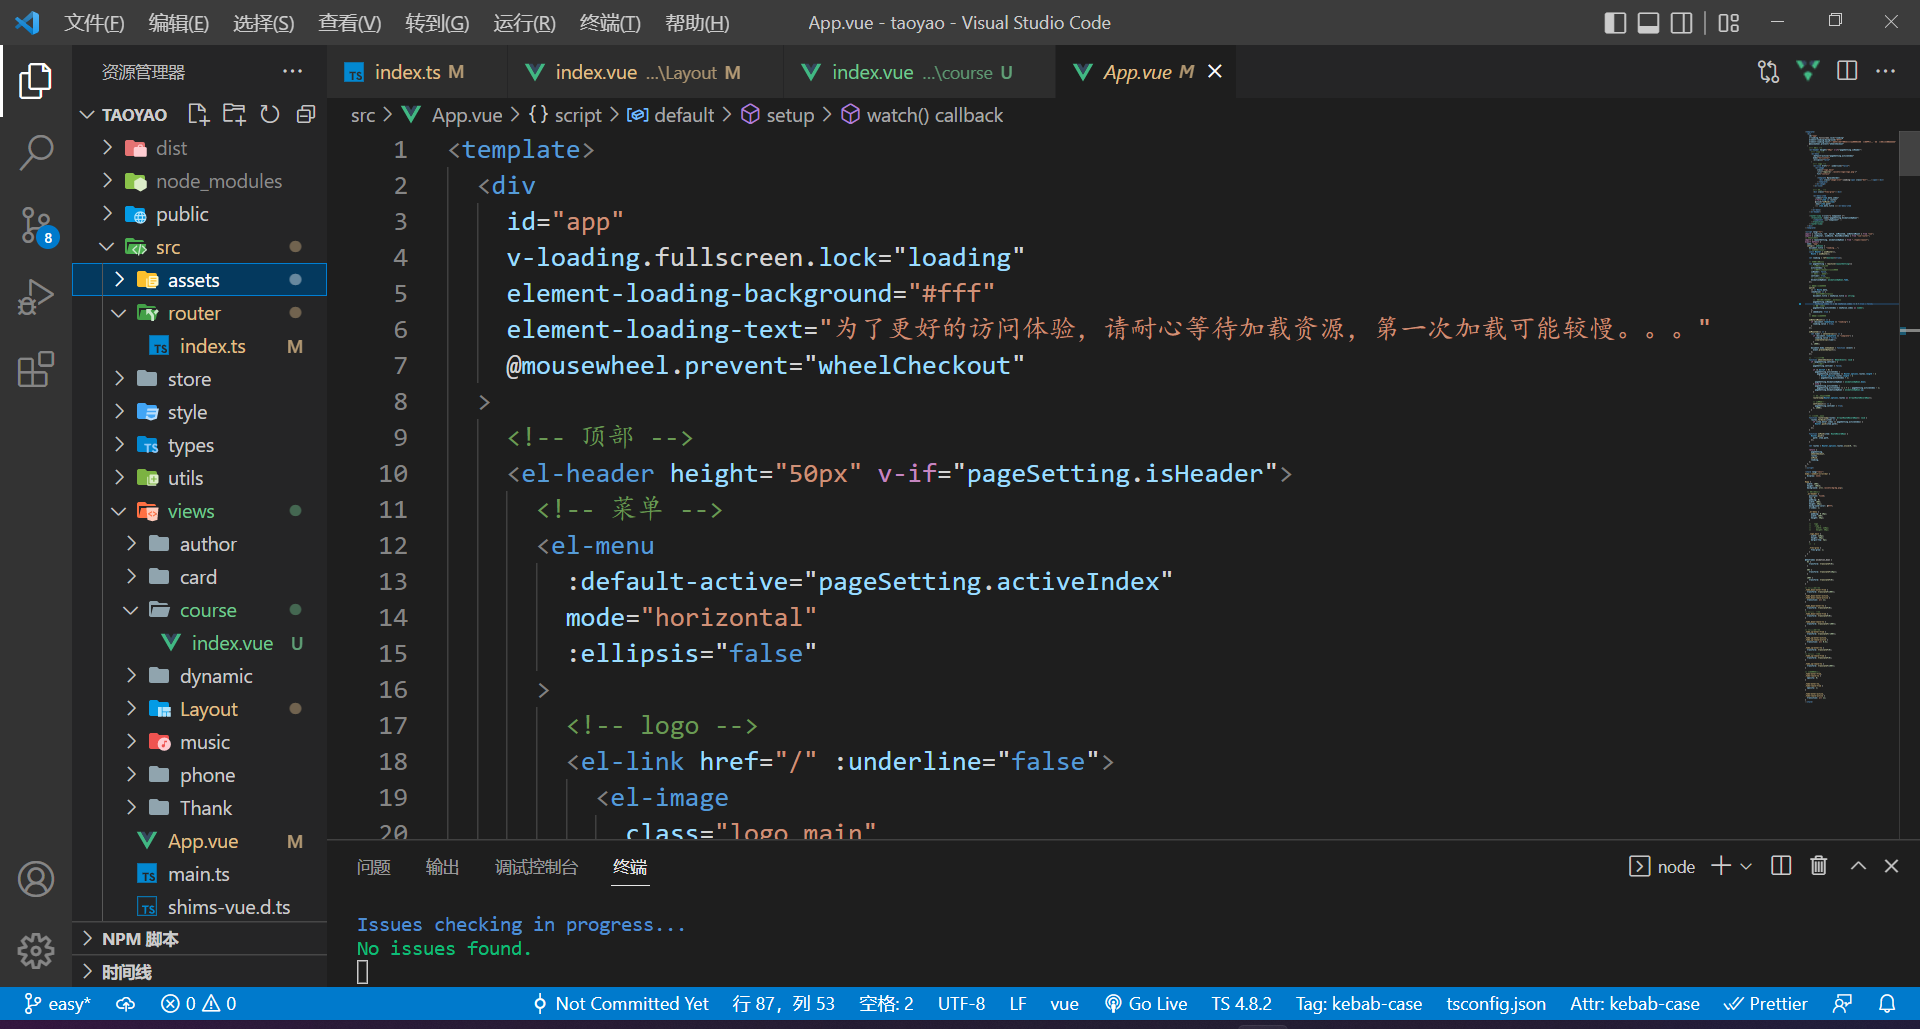 文件(F) 编辑(E) 选择(S) 查看(V) 转到(G) 运行(R) 终端(T) 帮助(H) App.vue - taoyao - Visual Studio Code
资源管理器
index.ts M index.vue ...\Layout M index.vue ...\course U App.vue M
TAOYAO
src App.vue {} script default setup watch() callback
dist
node_modules
public
src
assets
router
index.ts M
store
style
types
utils
views
author
card
course
index.vue U
dynamic
Layout
music
phone
Thank
App.vue M
main.ts
shims-vue.d.ts
NPM 脚本
时间线
8
1 <template>
2 <div
3 id="app"
4 v-loading.fullscreen.lock="loading"
5 element-loading-background="#fff"
6 element-loading-text="为了更好的访问体验，请耐心等待加载资源，第一次加载可能较慢。。。"
7 @mousewheel.prevent="wheelCheckout"
8 >
9 <!-- 顶部 -->
10 <el-header height="50px" v-if="pageSetting.isHeader">
11 <!-- 菜单 -->
12 <el-menu
13 :default-active="pageSetting.activeIndex"
14 mode="horizontal"
15 :ellipsis="false"
16 >
17 <!-- logo -->
18 <el-link href="/" :underline="false">
19 <el-image
20 class="logo main"
问题 输出 调试控制台 终端 node
Issues checking in progress...
No issues found.
easy* 0 0 Not Committed Yet 行 87，列 53 空格: 2 UTF-8 LF vue Go Live TS 4.8.2 Tag: kebab-case tsconfig.json Attr: kebab-case Prettier